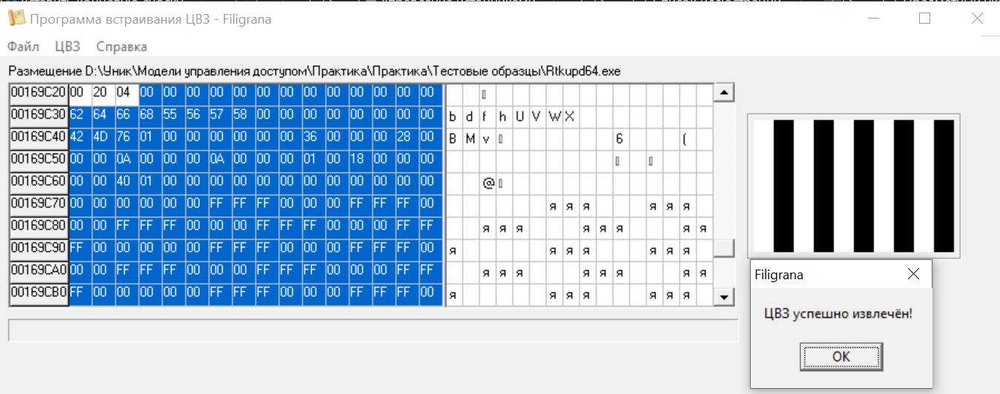 Программа встраивания ЦВЗ - Filigrana
Файл ЦВЗ Справка
Размещение D:\Уник\Модели управления доступом\Практика\Практика\Тестовые образцы\Rtkupd64.exe
00169C20 00 20 04 00 00 00 00 00 00 00 00 00 00 00 00 00
00169C30 62 64 66 68 55 56 57 58 00 00 00 00 00 00 00 00 b d f h U V W X
00169C40 42 4D 76 01 00 00 00 00 00 00 36 00 00 00 28 00 B M v 6 (
00169C50 00 00 0A 00 00 00 0A 00 00 00 01 00 18 00 00 00
00169C60 00 00 40 01 00 00 00 00 00 00 00 00 00 00 00 00 @
00169C70 00 00 00 00 00 00 FF FF FF 00 00 00 FF FF FF 00 я я я я я я
00169C80 00 00 FF FF FF 00 00 00 FF FF FF 00 00 00 FF FF я я я я я я я я
00169C90 FF 00 00 00 00 00 FF FF FF 00 00 00 FF FF FF 00 я я я я я я я
00169CA0 00 00 FF FF FF 00 00 00 FF FF FF 00 00 00 FF FF я я я я я я я я
00169CB0 FF 00 00 00 00 00 FF FF FF 00 00 00 FF FF FF 00 я я я я я я я
Filigrana
ЦВЗ успешно извлечён!
OK